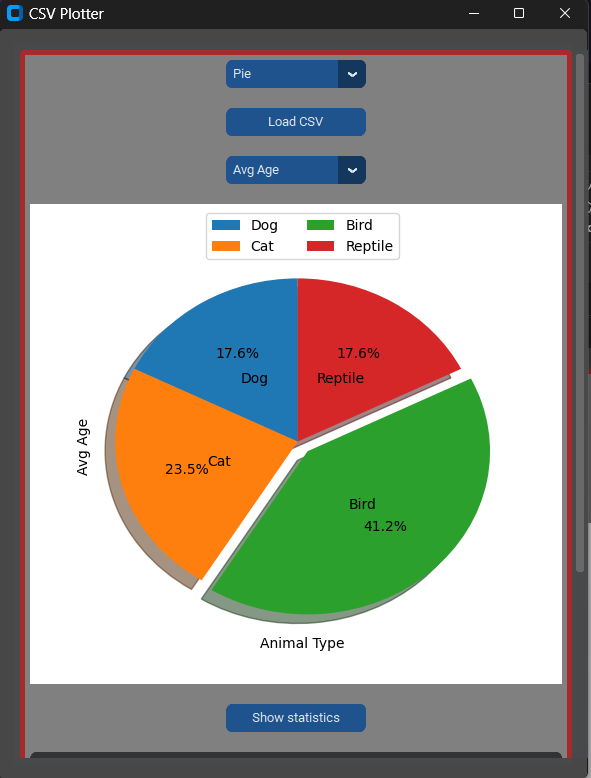 CSV Plotter
Pie
Load CSV
Avg Age
Dog
Bird
Cat
Reptile
17.6%
17.6%
Dog
Reptile
Avg Age
Cat
23.5%
Bird
41.2%
Animal Type
Show statistics